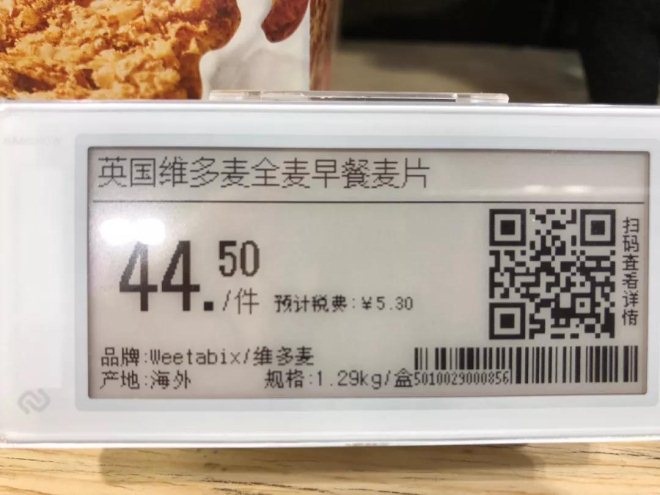 英国维多麦全麦早餐麦片
44.50
/件 预计税费:¥5.30
扫码查看详情
品牌:Weetabix/维多麦
产地:海外 规格:1.29kg/盒
5010029000856